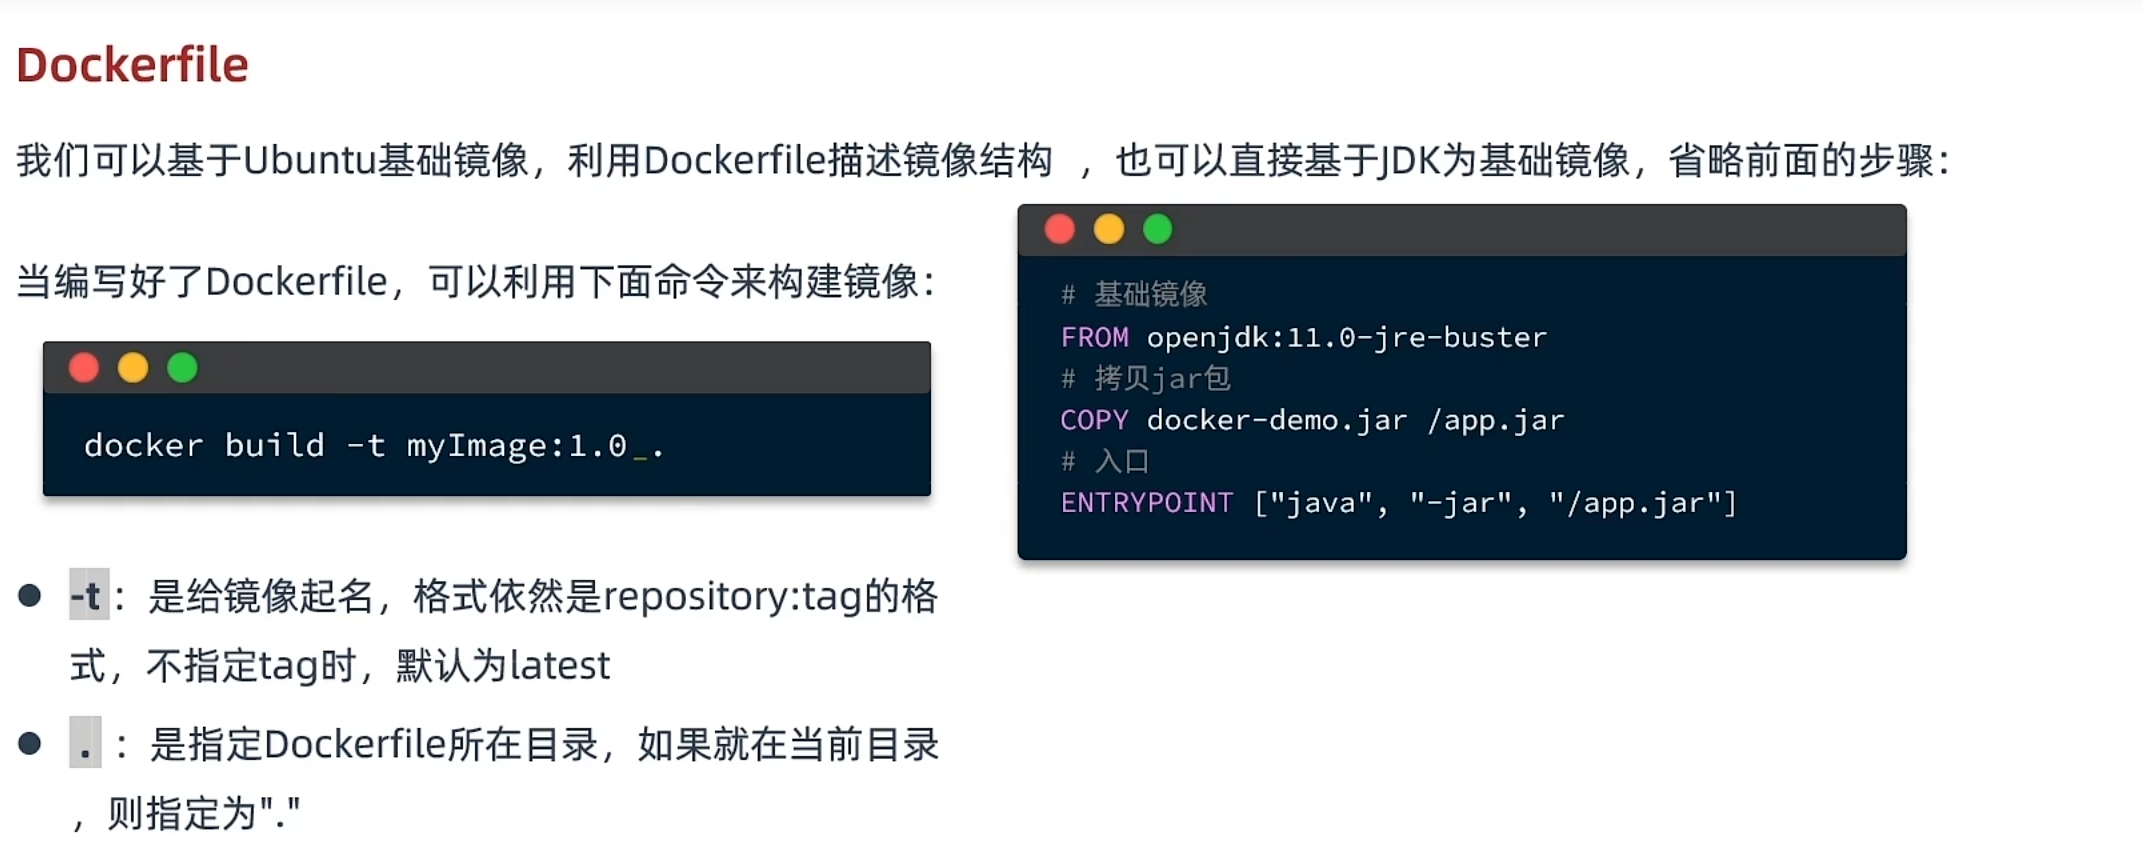 Dockerfile
我们可以基于Ubuntu基础镜像，利用Dockerfile描述镜像结构 ，也可以直接基于JDK为基础镜像，省略前面的步骤：
当编写好了Dockerfile，可以利用下面命令来构建镜像：
docker build -t myImage:1.0_.
-t：是给镜像起名，格式依然是repository:tag的格
式，不指定tag时，默认为latest
. ：是指定Dockerfile所在目录，如果就在当前目录
，则指定为"."
# 基础镜像
FROM openjdk:11.0-jre-buster
# 拷贝jar包
COPY docker-demo.jar /app.jar
# 入口
ENTRYPOINT ["java", "-jar", "/app.jar"]